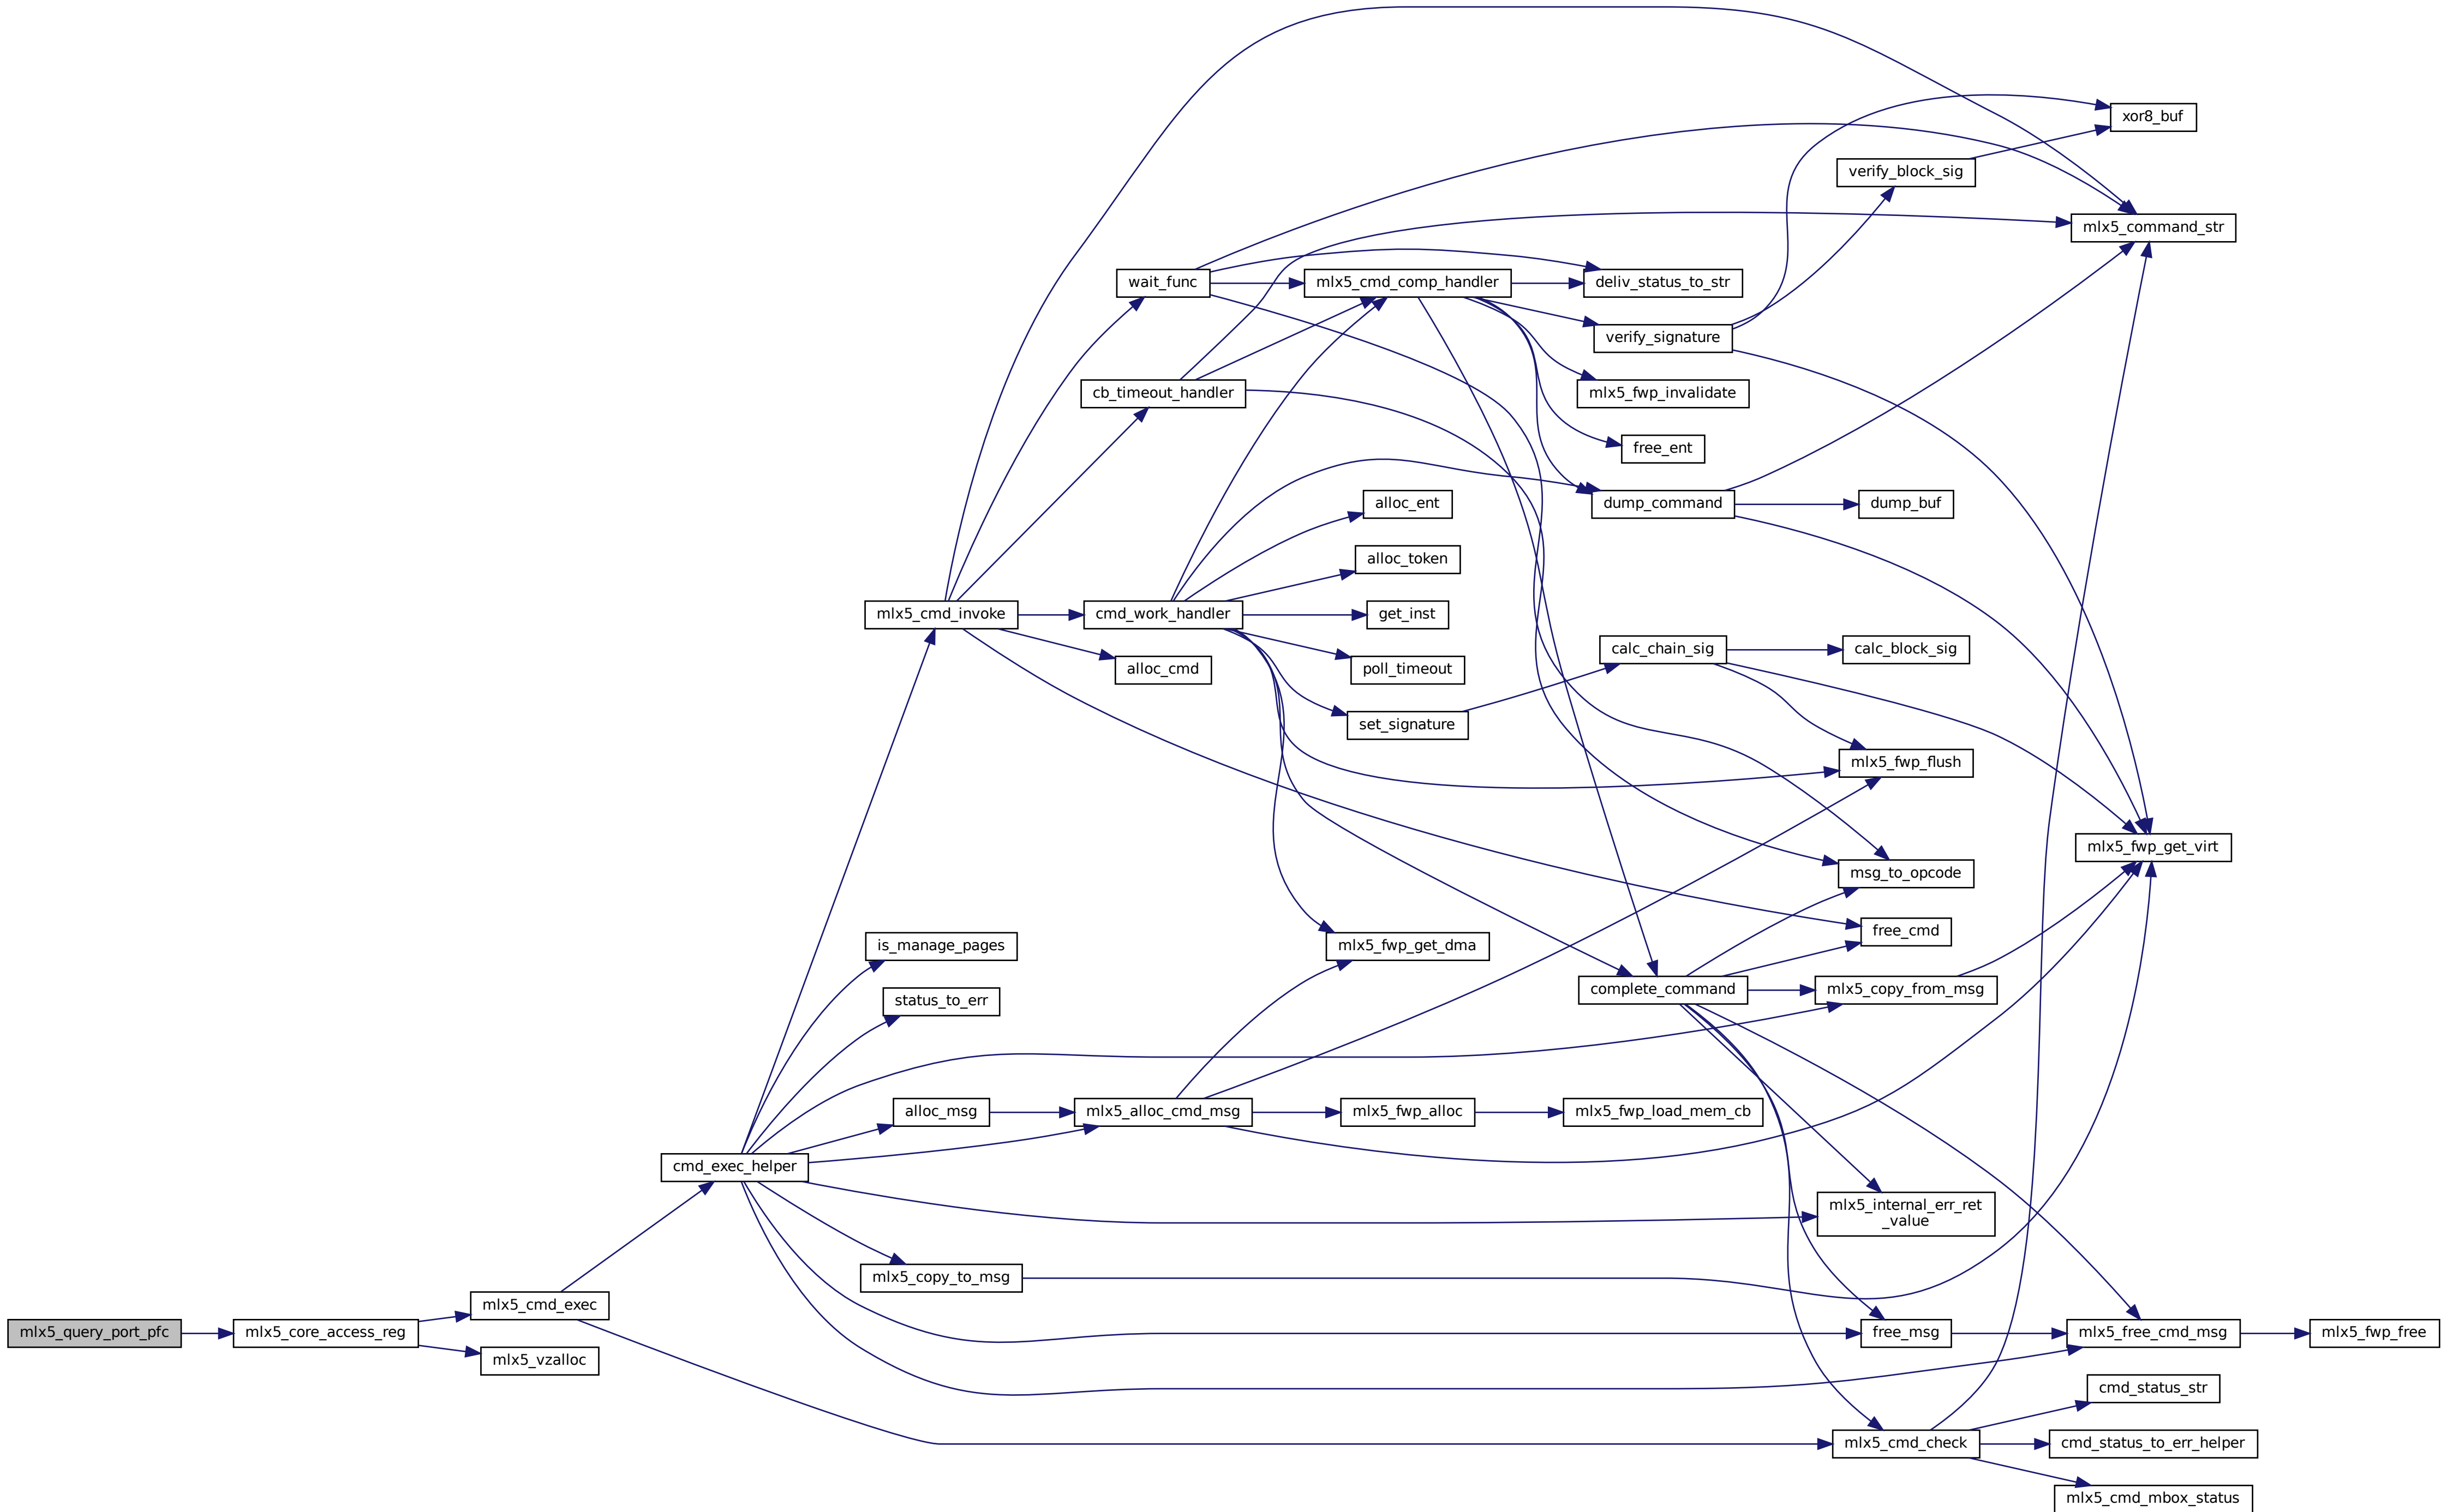 xor8_buf
verify_block_sig
mlx5_command_str
wait_func
mlx5_cmd_comp_handler
deliv_status_to_str
verify_signature
cb_timeout_handler
mlx5_fwp_invalidate
free_ent
alloc_ent
dump_command
dump_buf
alloc_token
mlx5_cmd_invoke
cmd_work_handler
get_inst
calc_chain_sig
calc_block_sig
alloc_cmd
poll_timeout
set_signature
mlx5_fwp_flush
mlx5_fwp_get_virt
msg_to_opcode
is_manage_pages
mlx5_fwp_get_dma
free_cmd
status_to_err
complete_command
mlx5_copy_from_msg
alloc_msg
mlx5_alloc_cmd_msg
mlx5_fwp_alloc
mlx5_fwp_load_mem_cb
cmd_exec_helper
mlx5_internal_err_ret
_value
mlx5_copy_to_msg
mlx5_cmd_exec
mlx5_query_port_pfc
mlx5_core_access_reg
free_msg
mlx5_free_cmd_msg
mlx5_fwp_free
mlx5_vzalloc
cmd_status_str
mlx5_cmd_check
cmd_status_to_err_helper
mlx5_cmd_mbox_status